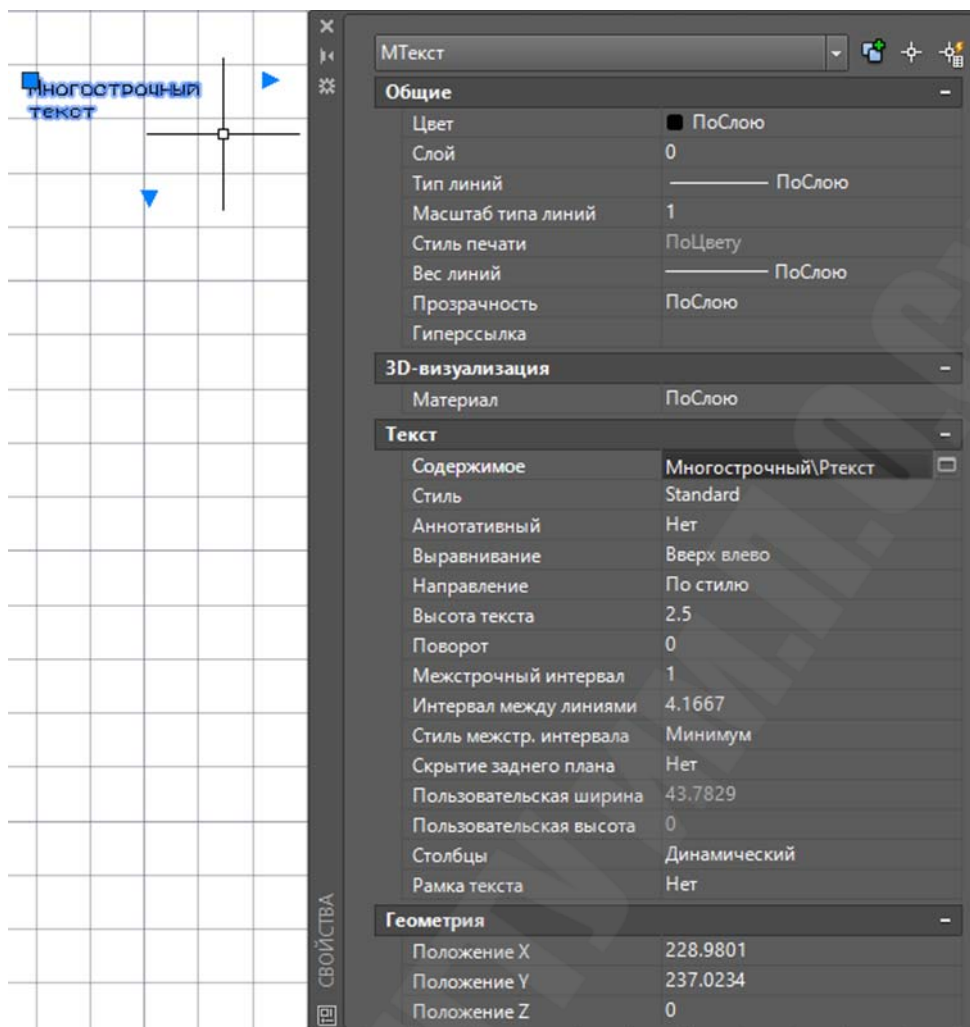 Многострочный
текст
МТекст
Общие
Цвет ПоСлою
Слой 0
Тип линий ПоСлою
Масштаб типа линий 1
Стиль печати ПоЦвету
Вес линий ПоСлою
Прозрачность ПоСлою
Гиперссылка
3D-визуализация
Материал ПоСлою
Текст
Содержимое Многострочный\Pтекст
Стиль Standard
Аннотативный Нет
Выравнивание Вверх влево
Направление По стилю
Высота текста 2.5
Поворот 0
Межстрочный интервал 1
Интервал между линиями 4.1667
Стиль межстр. интервала Минимум
Скрытие заднего плана Нет
Пользовательская ширина 43.7829
Пользовательская высота 0
Столбцы Динамический
Рамка текста Нет
Геометрия
Положение X 228.9801
Положение Y 237.0234
Положение Z 0
СВОЙСТВА